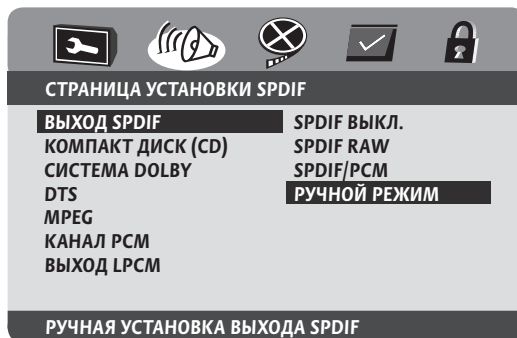 СТРАНИЦА УСТАНОВКИ SPDIF
ВЫХОД SPDIF
КОМПАКТ ДИСК (CD)
СИСТЕМА DOLBY
DTS
MPEG
КАНАЛ PCM
ВЫХОД LPCM
SPDIF ВЫКЛ.
SPDIF RAW
SPDIF/PCM
РУЧНОЙ РЕЖИМ
РУЧНАЯ УСТАНОВКА ВЫХОДА SPDIF